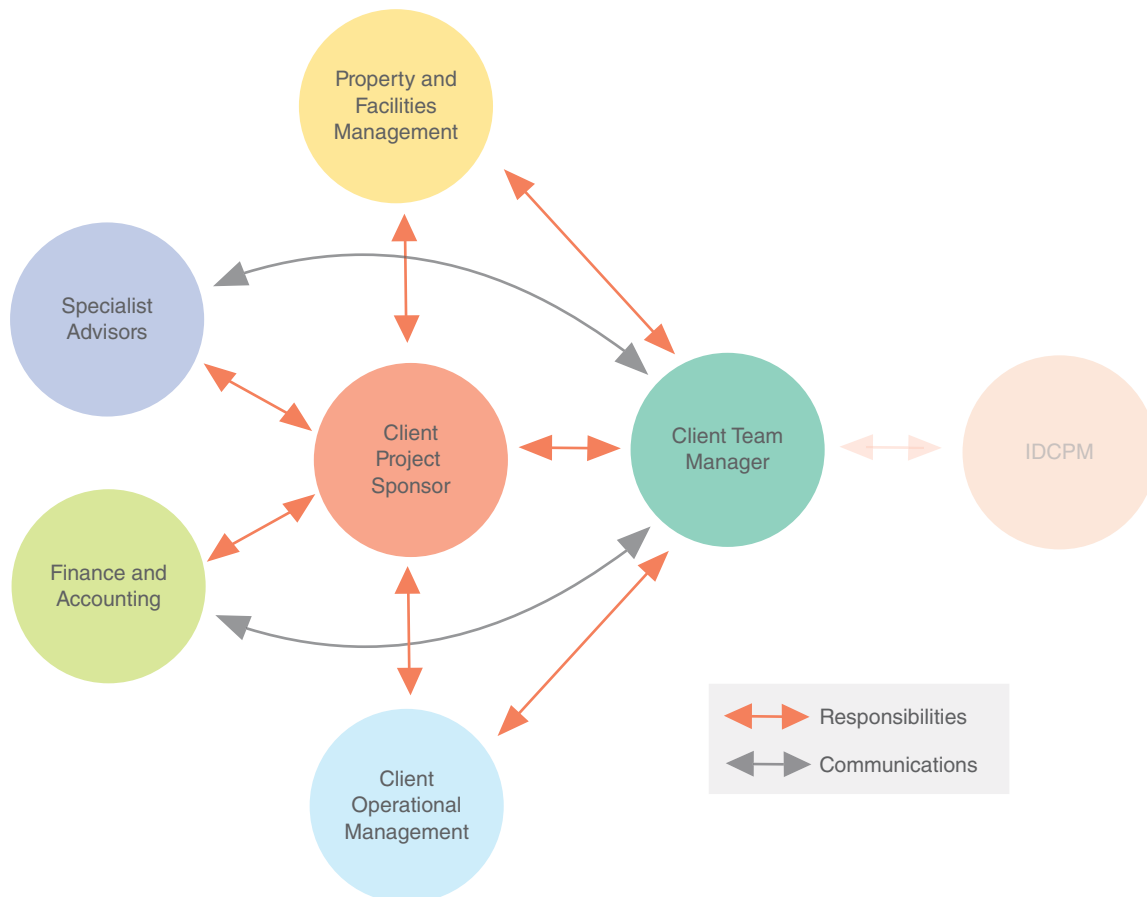 Property and
Facilities
Management
Specialist
Advisors
Client
Project
Sponsor
Client Team
Manager
IDCPM
Finance and
Accounting
Client
Operational
Management
Responsibilities
Communications